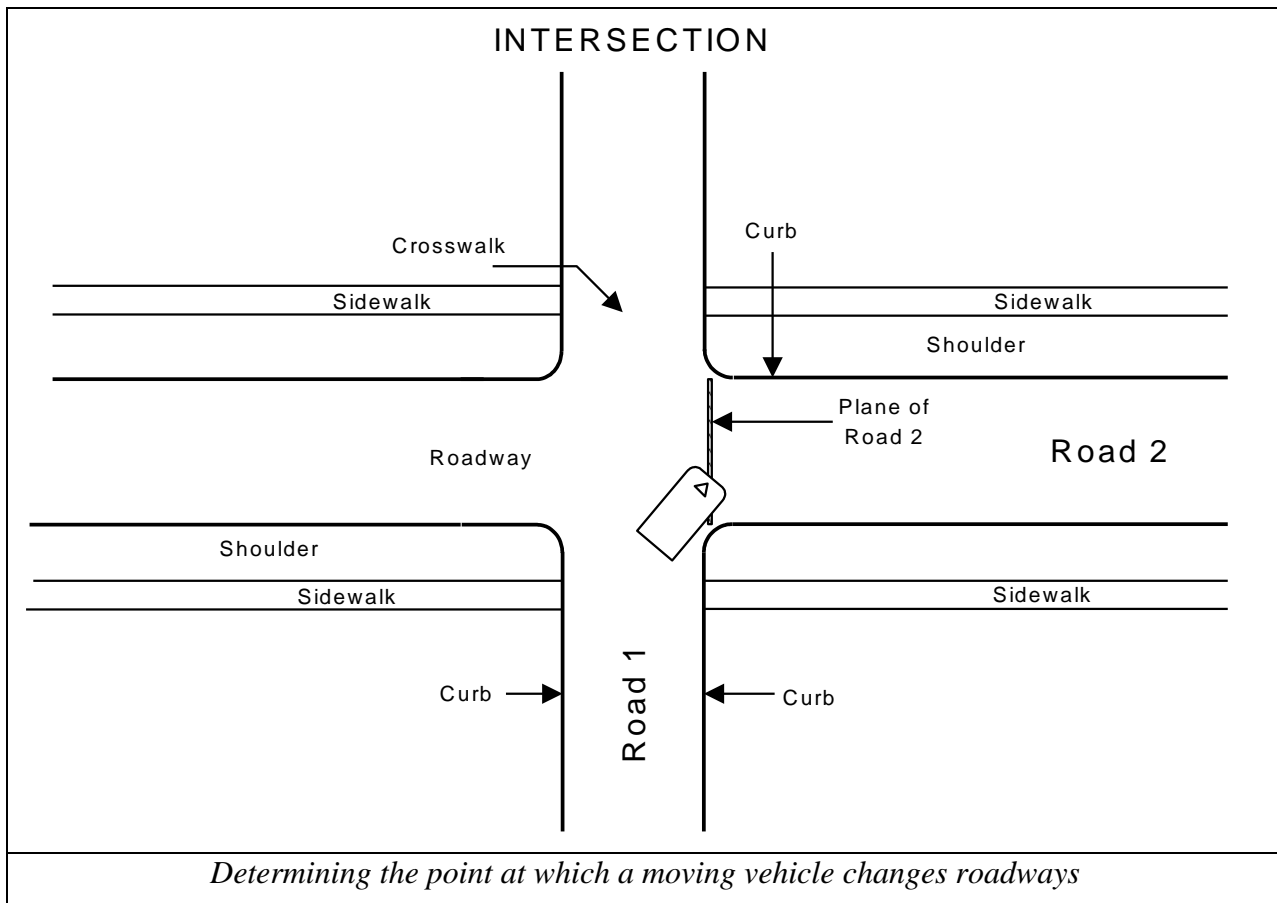 INTERSECTION
Curb
Crosswalk
Sidewalk
Sidewalk
Shoulder
Plane of
Road 2
Roadway
Road 2
Shoulder
Sidewalk
Sidewalk
Road 1
Curb
Curb
Determining the point at which a moving vehicle changes roadways